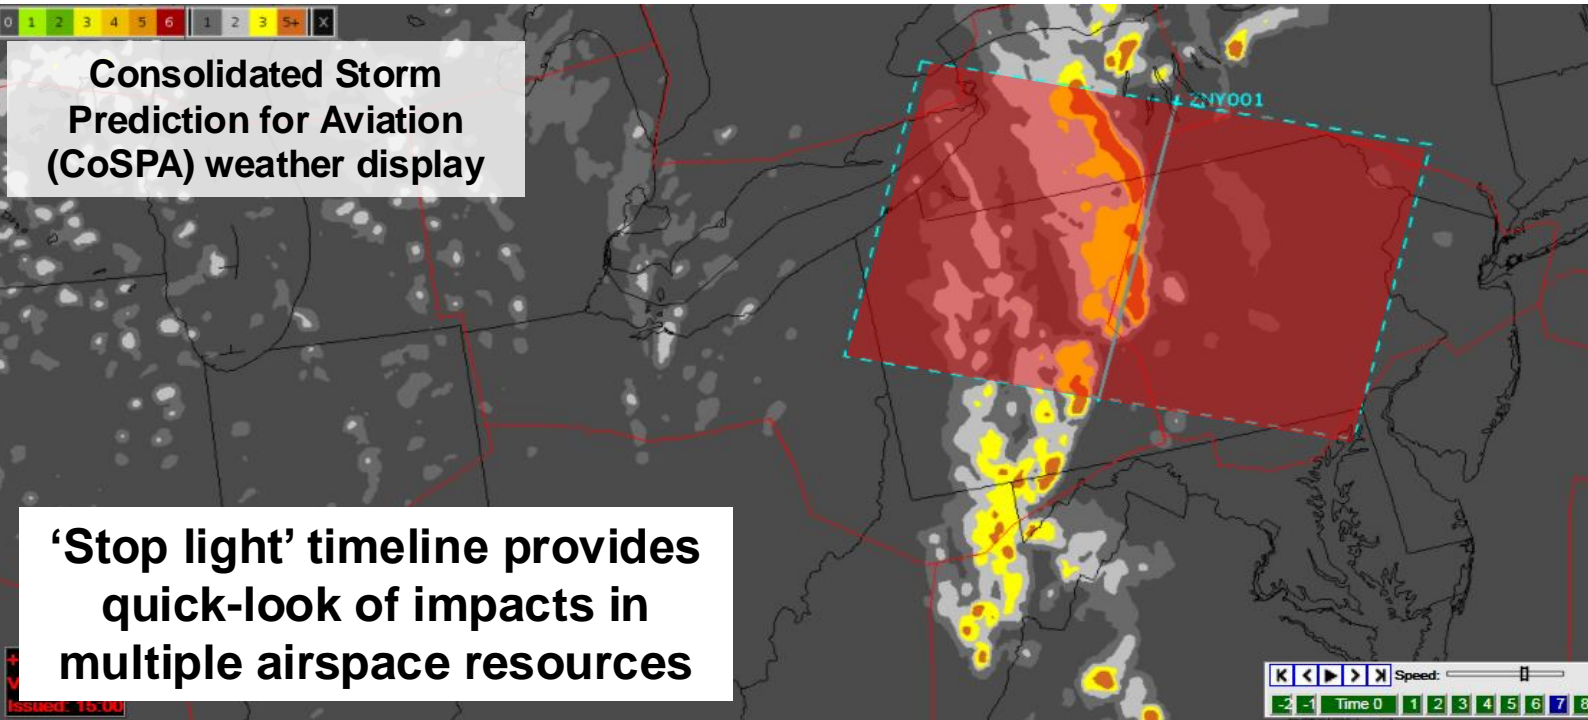 0 1 2 3 4 5 6 1 2 3 5+ X
Consolidated Storm
Prediction for Aviation
(CoSPA) weather display
ZNY001
‘Stop light’ timeline provides
quick-look of impacts in
multiple airspace resources
+
V
Issued: 15:00
Speed:
-2 -1 Time 0 1 2 3 4 5 6 7 8